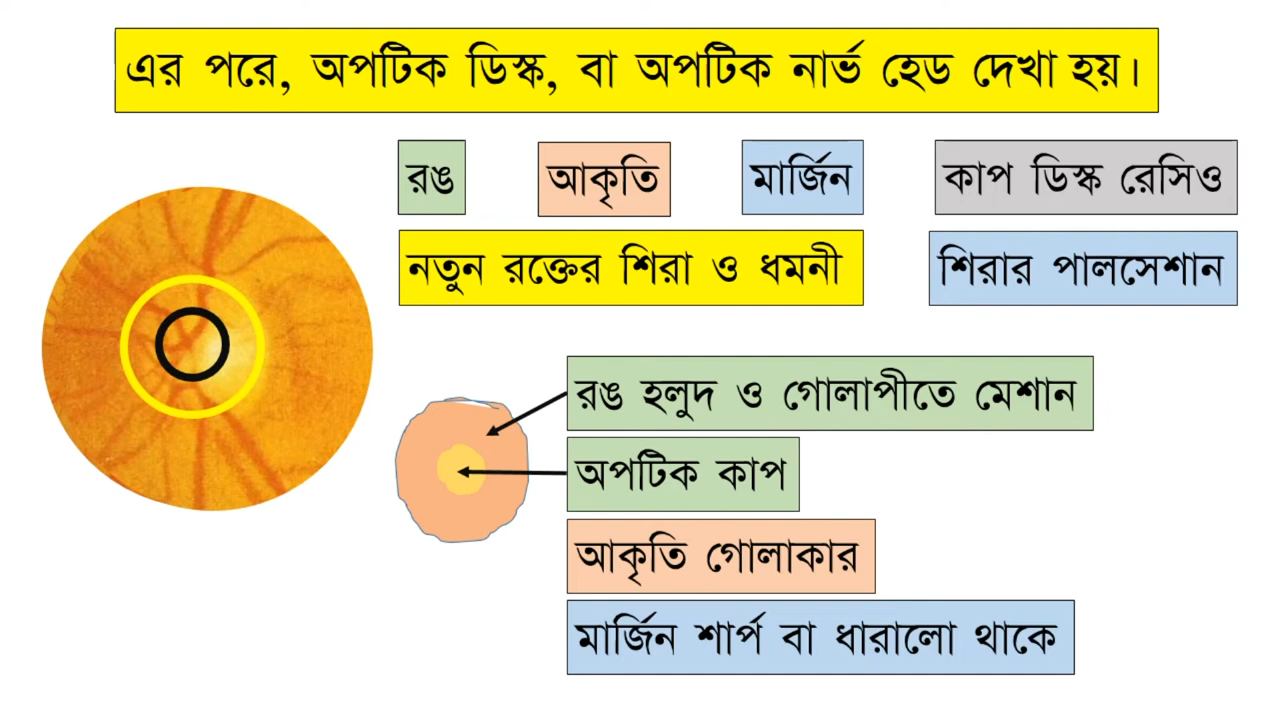 এর পরে, অপটিক ডিস্ক, বা অপটিক নার্ভ হেড দেখা হয়।
রঙ
আকৃতি
মার্জিন
কাপ ডিস্ক রেসিও
নতুন রক্তের শিরা ও ধমনী
শিরার পালসেশান
রঙ হলুদ ও গোলাপীতে মেশান
অপটিক কাপ
আকৃতি গোলাকার
মার্জিন শার্প বা ধারালো থাকে